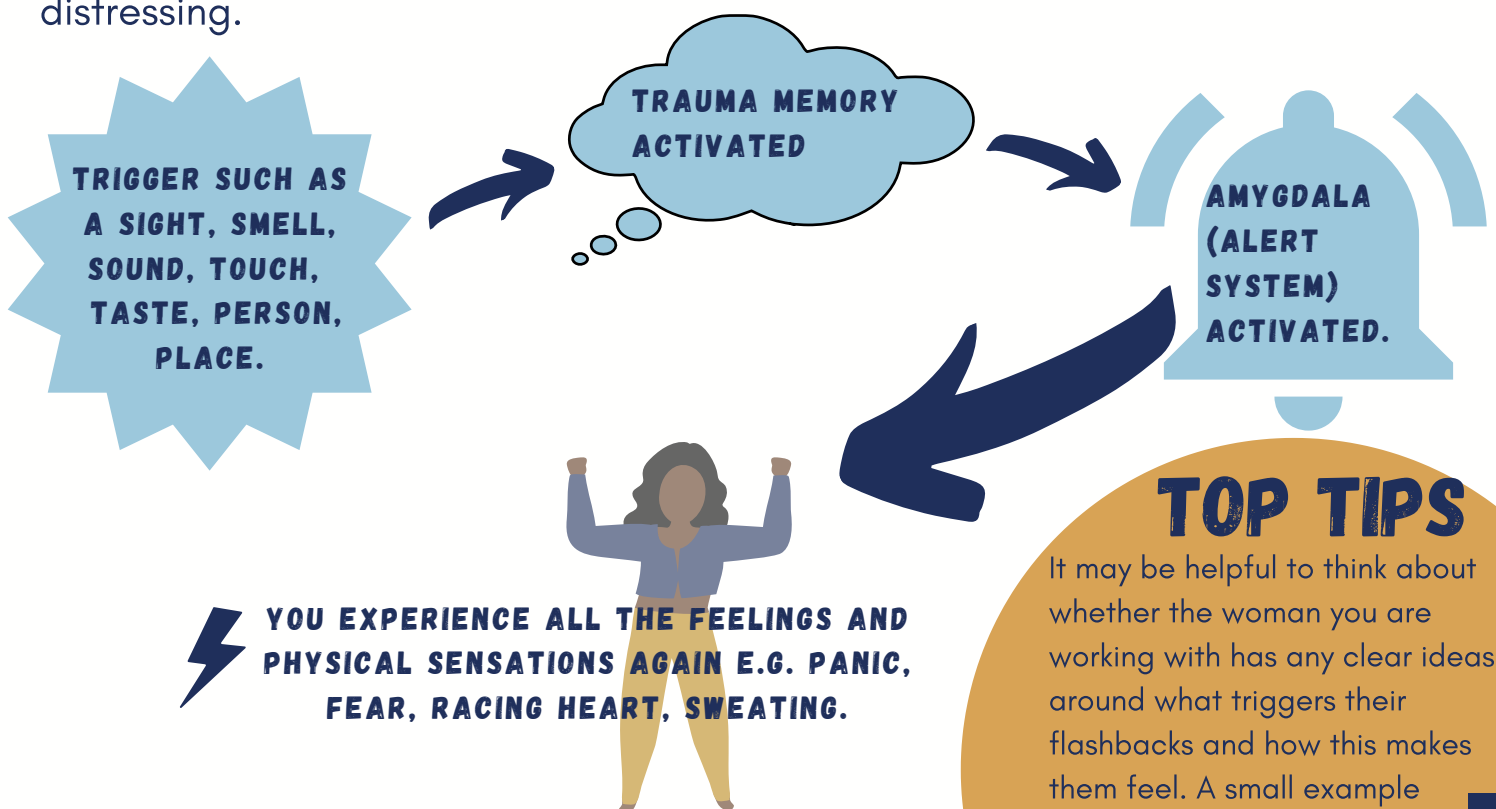 distressing.
TRIGGER SUCH AS
A SIGHT, SMELL,
SOUND, TOUCH,
TASTE, PERSON,
PLACE.
TRAUMA MEMORY
ACTIVATED
AMYGDALA
(ALERT
SYSTEM)
ACTIVATED.
YOU EXPERIENCE ALL THE FEELINGS AND
PHYSICAL SENSATIONS AGAIN E.G. PANIC,
FEAR, RACING HEART, SWEATING.
TOP TIPS
It may be helpful to think about
whether the woman you are
working with has any clear ideas
around what triggers their
flashbacks and how this makes
them feel. A small example